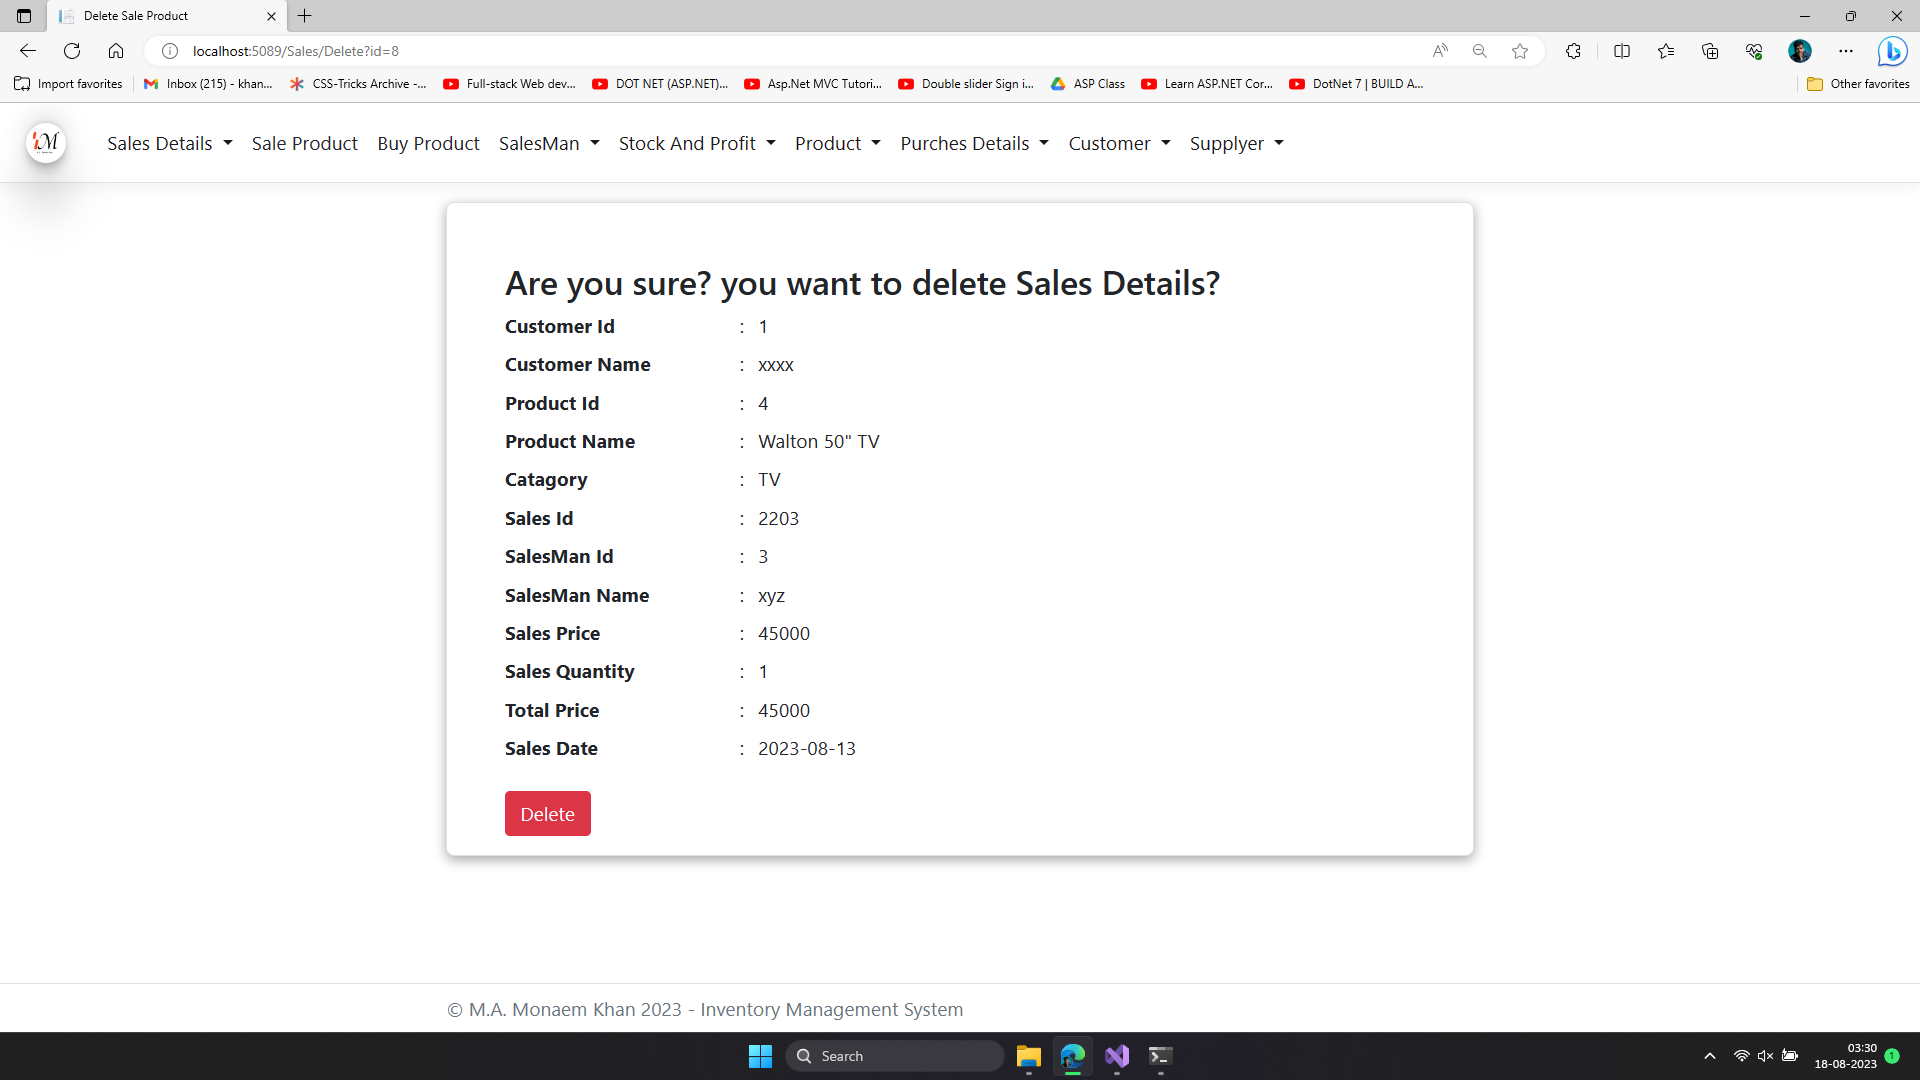 Delete Sale Product
localhost:5089/Sales/Delete?id=8
Import favorites
Inbox (215) - khan...
CSS-Tricks Archive -...
Full-stack Web dev...
DOT NET (ASP.NET)...
Asp.Net MVC Tutori...
Double slider Sign i...
ASP Class
Learn ASP.NET Cor...
DotNet 7 | BUILD A...
Other favorites
Sales Details
Sale Product
Buy Product
SalesMan
Stock And Profit
Product
Purches Details
Customer
Supplyer
Are you sure? you want to delete Sales Details?
Customer Id : 1
Customer Name : xxxx
Product Id : 4
Product Name : Walton 50" TV
Catagory : TV
Sales Id : 2203
SalesMan Id : 3
SalesMan Name : xyz
Sales Price : 45000
Sales Quantity : 1
Total Price : 45000
Sales Date : 2023-08-13
Delete
© M.A. Monaem Khan 2023 - Inventory Management System
Search
03:30
18-08-2023
1